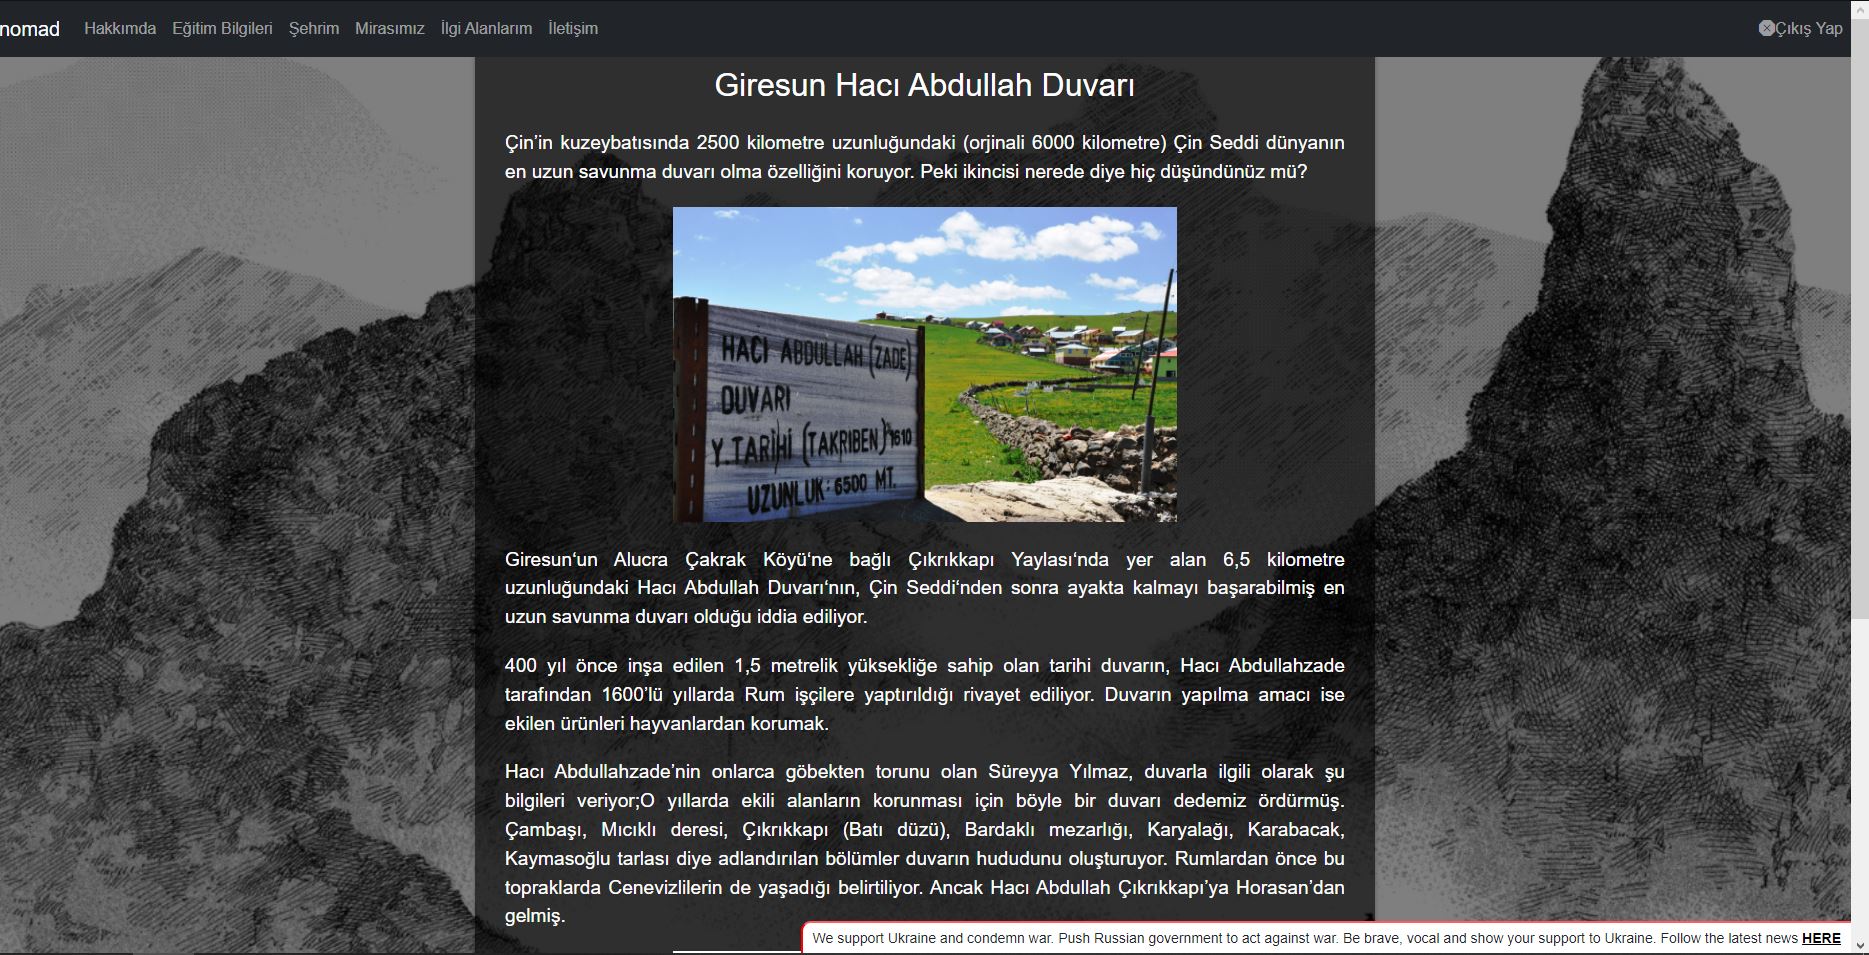 nomad Hakkımda Eğitim Bilgileri Şehrim Mirasımız İlgi Alanlarım İletişim Çıkış Yap
Giresun Hacı Abdullah Duvarı
Çin’in kuzeybatısında 2500 kilometre uzunluğundaki (orjinali 6000 kilometre) Çin Seddi dünyanın
en uzun savunma duvarı olma özelliğini koruyor. Peki ikincisi nerede diye hiç düşündünüz mü?
HACI ABDULLAH (ZADE)
DUVARI
Y.TARİHİ (TAKRIBEN) 1610
UZUNLUK: 6500 MT.
Giresun‘un Alucra Çakrak Köyü‘ne bağlı Çıkrıkkapı Yaylası‘nda yer alan 6,5 kilometre
uzunluğundaki Hacı Abdullah Duvarı‘nın, Çin Seddi‘nden sonra ayakta kalmayı başarabilmiş en
uzun savunma duvarı olduğu iddia ediliyor.
400 yıl önce inşa edilen 1,5 metrelik yüksekliğe sahip olan tarihi duvarın, Hacı Abdullahzade
tarafından 1600’lü yıllarda Rum işçilere yaptırıldığı rivayet ediliyor. Duvarın yapılma amacı ise
ekilen ürünleri hayvanlardan korumak.
Hacı Abdullahzade’nin onlarca göbekten torunu olan Süreyya Yılmaz, duvarla ilgili olarak şu
bilgileri veriyor;O yıllarda ekili alanların korunması için böyle bir duvarı dedemiz ördürmüş.
Çambaşı, Mıcıklı deresi, Çıkrıkkapı (Batı düzü), Bardaklı mezarlığı, Karyalağı, Karabacak,
Kaymasoğlu tarlası diye adlandırılan bölümler duvarın hududunu oluşturuyor. Rumlardan önce bu
topraklarda Cenevizlilerin de yaşadığı belirtiliyor. Ancak Hacı Abdullah Çıkrıkkapı’ya Horasan’dan
gelmiş.
We support Ukraine and condemn war. Push Russian government to act against war. Be brave, vocal and show your support to Ukraine. Follow the latest news HERE